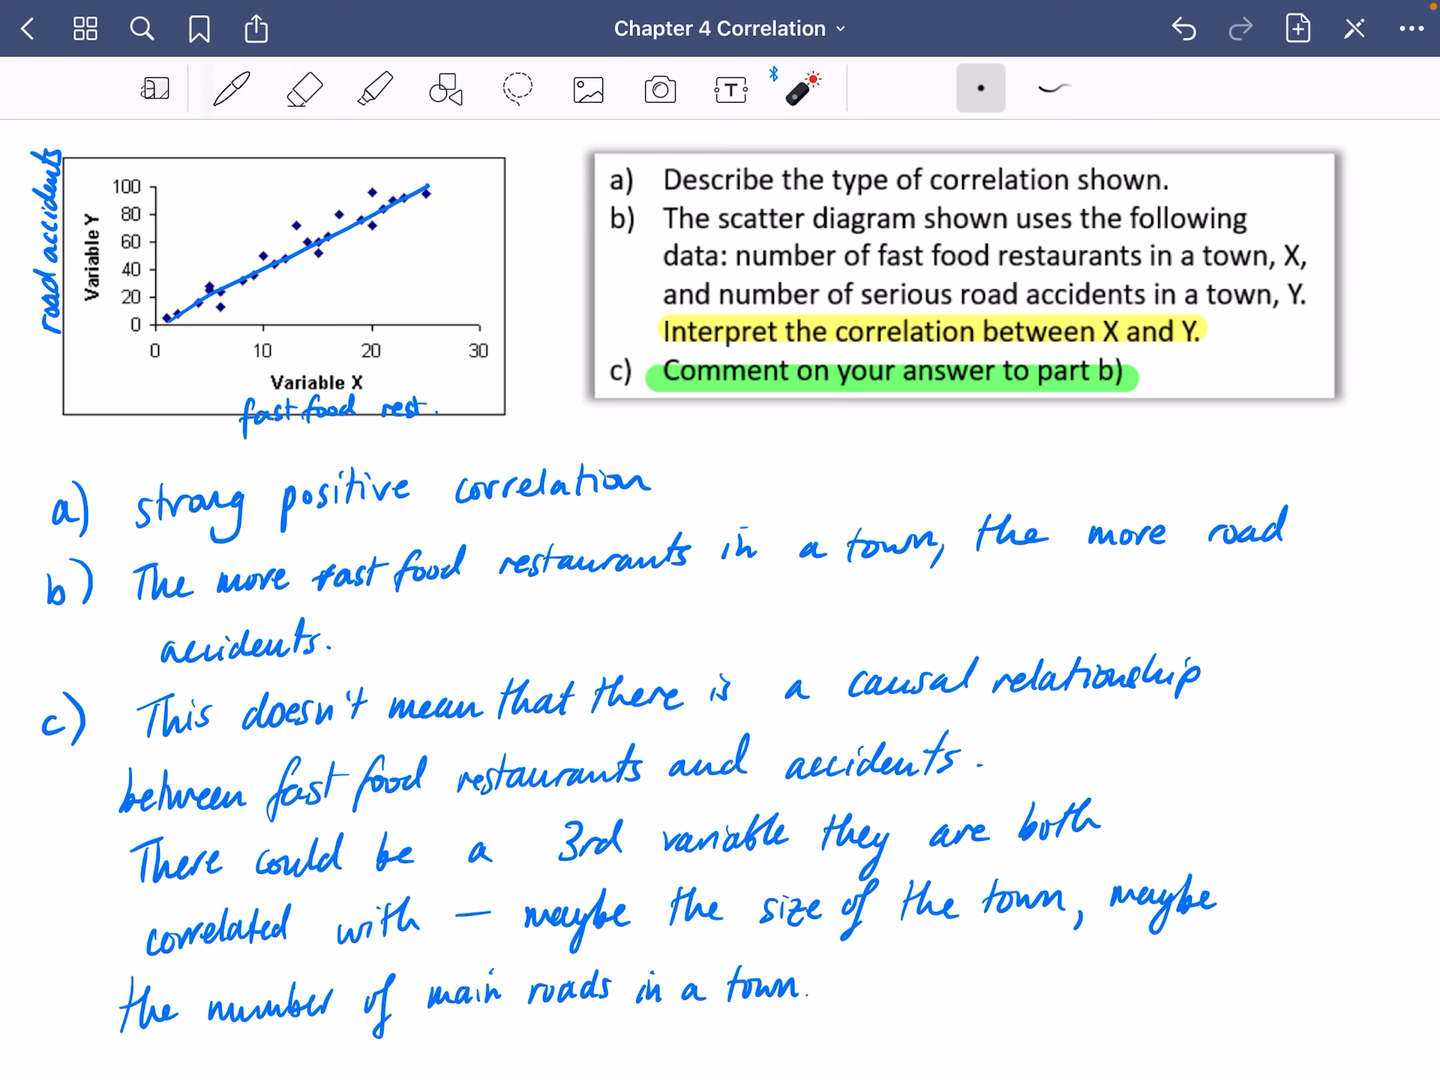 Chapter 4 Correlation
T
road accidents
Variable Y
100
80
60
40
20
0
0 10 20 30
Variable X
fast food rest.
a) Describe the type of correlation shown.
b) The scatter diagram shown uses the following
data: number of fast food restaurants in a town, X,
and number of serious road accidents in a town, Y.
Interpret the correlation between X and Y.
c) Comment on your answer to part b)
a) strong positive correlation
b) The more fast food restaurants in a town, the more road
accidents.
c) This doesn't mean that there is a causal relationship
between fast food restaurants and accidents.
There could be a 3rd variable they are both
correlated with — maybe the size of the town, maybe
the number of main roads in a town.